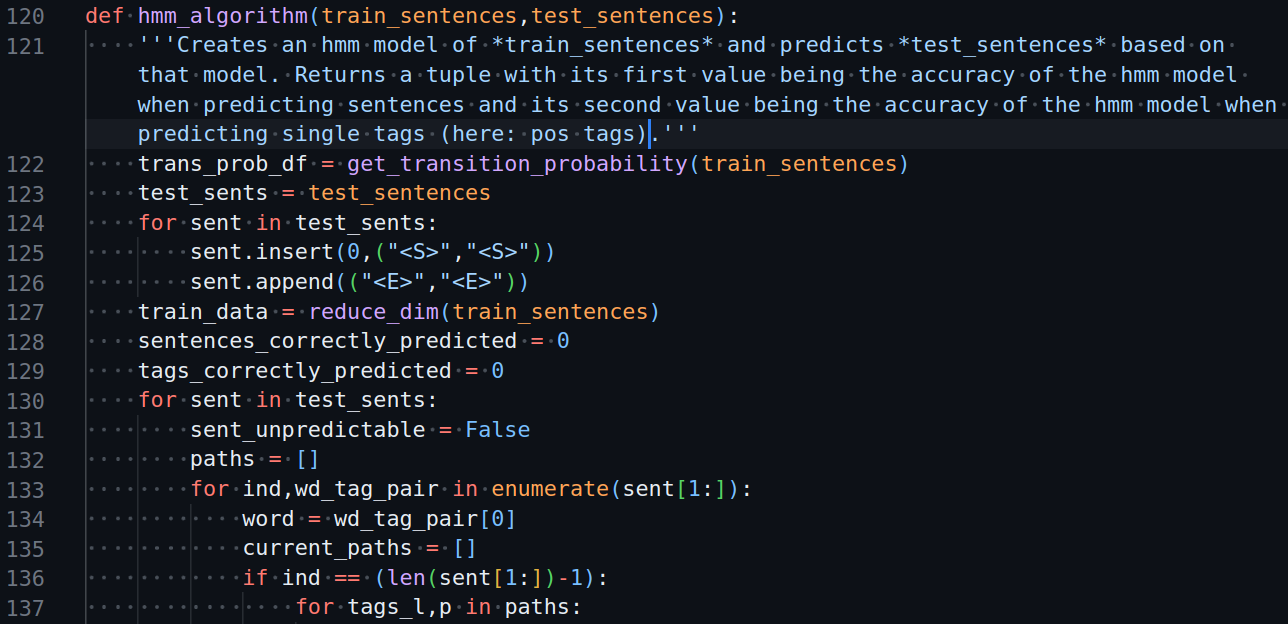 120 def hmm_algorithm(train_sentences,test_sentences):
121     '''Creates an hmm model of *train_sentences* and predicts *test_sentences* based on
    that model. Returns a tuple with its first value being the accuracy of the hmm model
    when predicting sentences and its second value being the accuracy of the hmm model when
    predicting single tags (here: pos tags).'''
122     trans_prob_df = get_transition_probability(train_sentences)
123     test_sents = test_sentences
124     for sent in test_sents:
125         sent.insert(0,("<S>","<S>"))
126         sent.append(("<E>","<E>"))
127     train_data = reduce_dim(train_sentences)
128     sentences_correctly_predicted = 0
129     tags_correctly_predicted = 0
130     for sent in test_sents:
131         sent_unpredictable = False
132         paths = []
133         for ind,wd_tag_pair in enumerate(sent[1:]):
134             word = wd_tag_pair[0]
135             current_paths = []
136             if ind == (len(sent[1:])-1):
137                 for tags_l,p in paths: